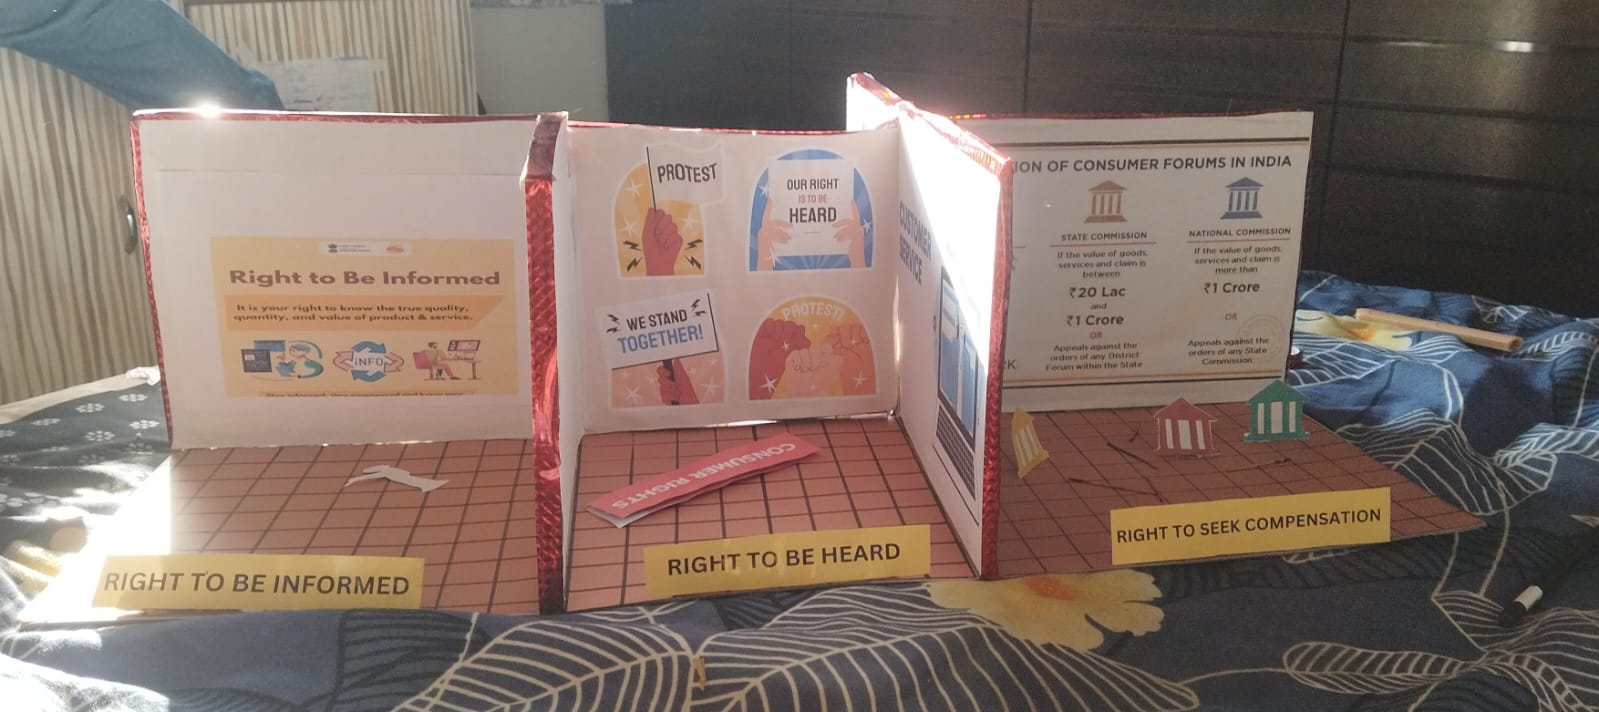 Right to Be Informed
It is your right to know the true quality,
quantity, and value of product & service.
INFO
RIGHT TO BE INFORMED
PROTEST
OUR RIGHT
IS TO BE
HEARD
WE STAND
TOGETHER!
PROTEST!
CONSUMER RIGHTS
RIGHT TO BE HEARD
CUSTOMER
SERVICE
ION OF CONSUMER FORUMS IN INDIA
STATE COMMISSION
If the value of goods,
services and claim is
between
₹20 Lac
and
₹1 Crore
OR
Appeals against the
orders of any District
Forum within the State
NATIONAL COMMISSION
If the value of goods,
services and claim is
more than
₹1 Crore
OR
Appeals against the
orders of any State
Commission
RK
RIGHT TO SEEK COMPENSATION